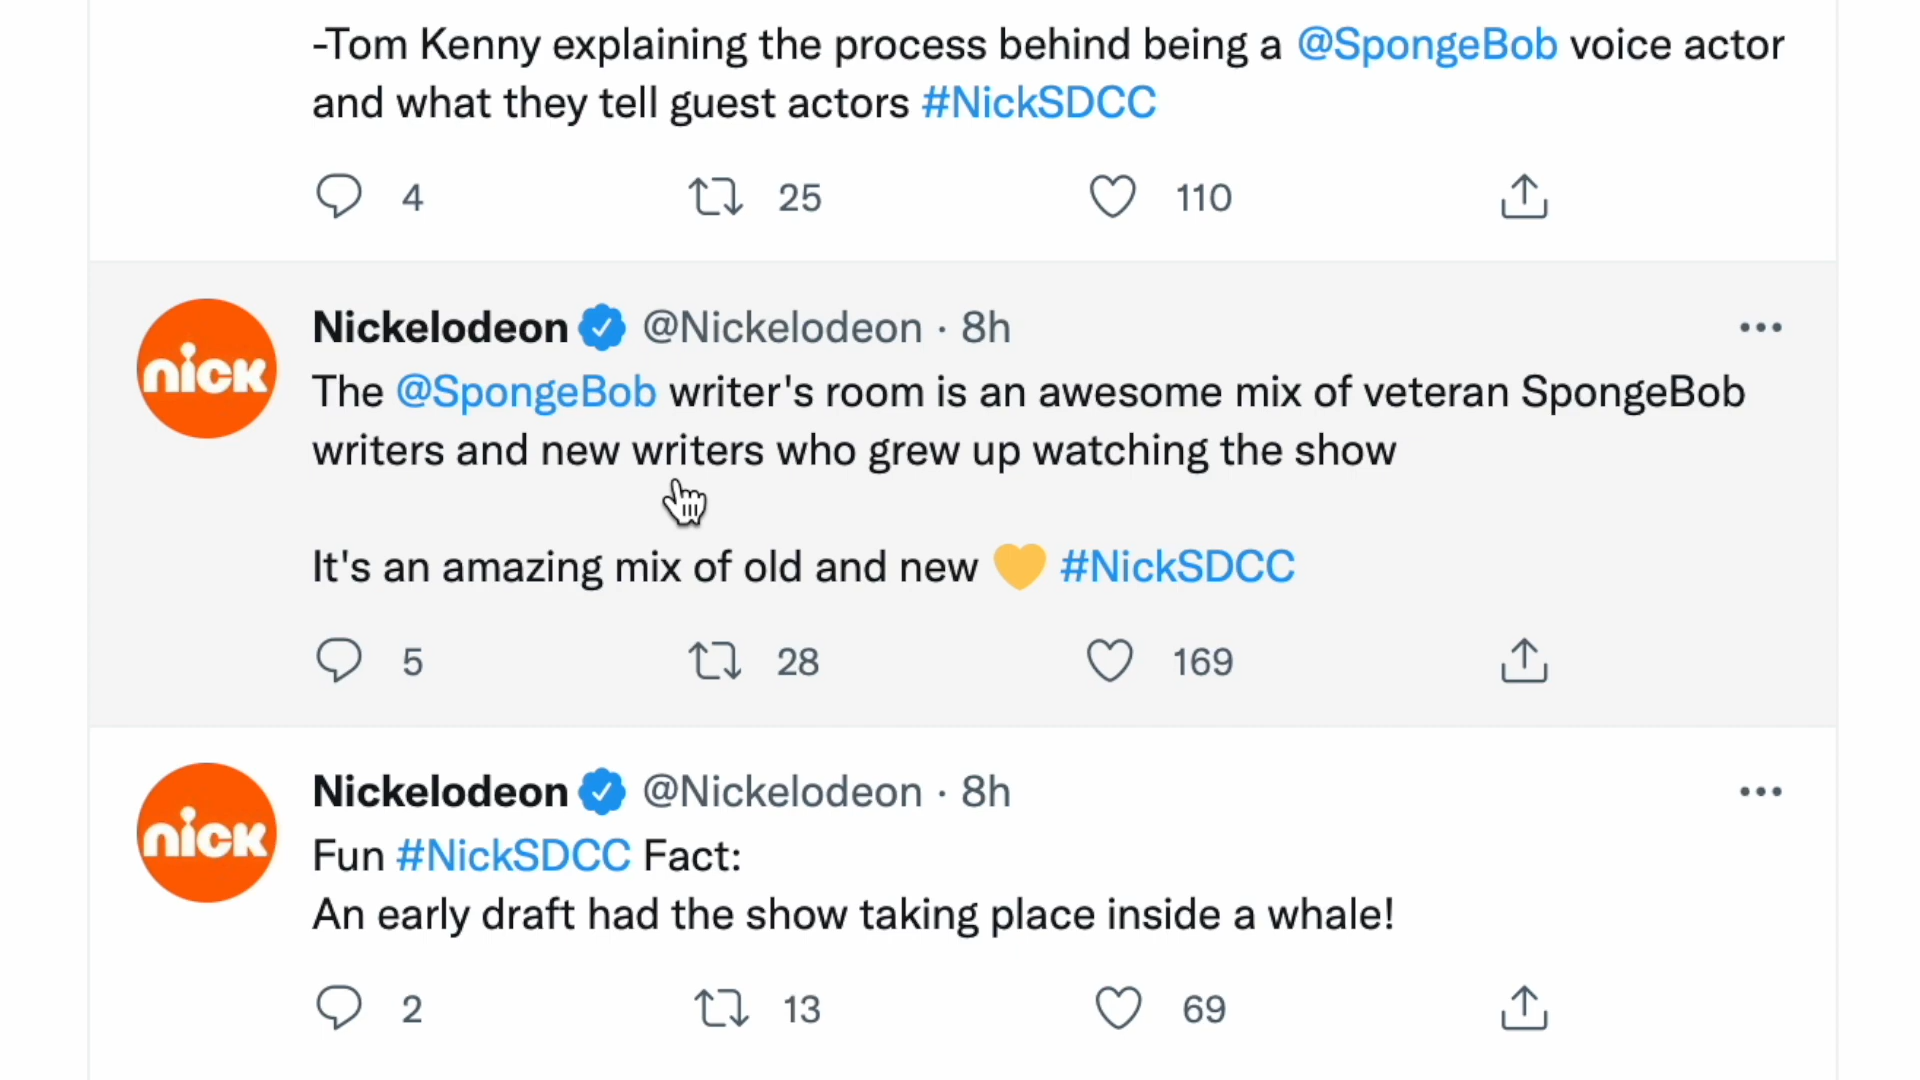 -Tom Kenny explaining the process behind being a @SpongeBob voice actor
and what they tell guest actors #NickSDCC
4 25 110
nick
Nickelodeon @Nickelodeon · 8h
The @SpongeBob writer's room is an awesome mix of veteran SpongeBob
writers and new writers who grew up watching the show
It's an amazing mix of old and new 💛 #NickSDCC
5 28 169
nick
Nickelodeon @Nickelodeon · 8h
Fun #NickSDCC Fact:
An early draft had the show taking place inside a whale!
2 13 69